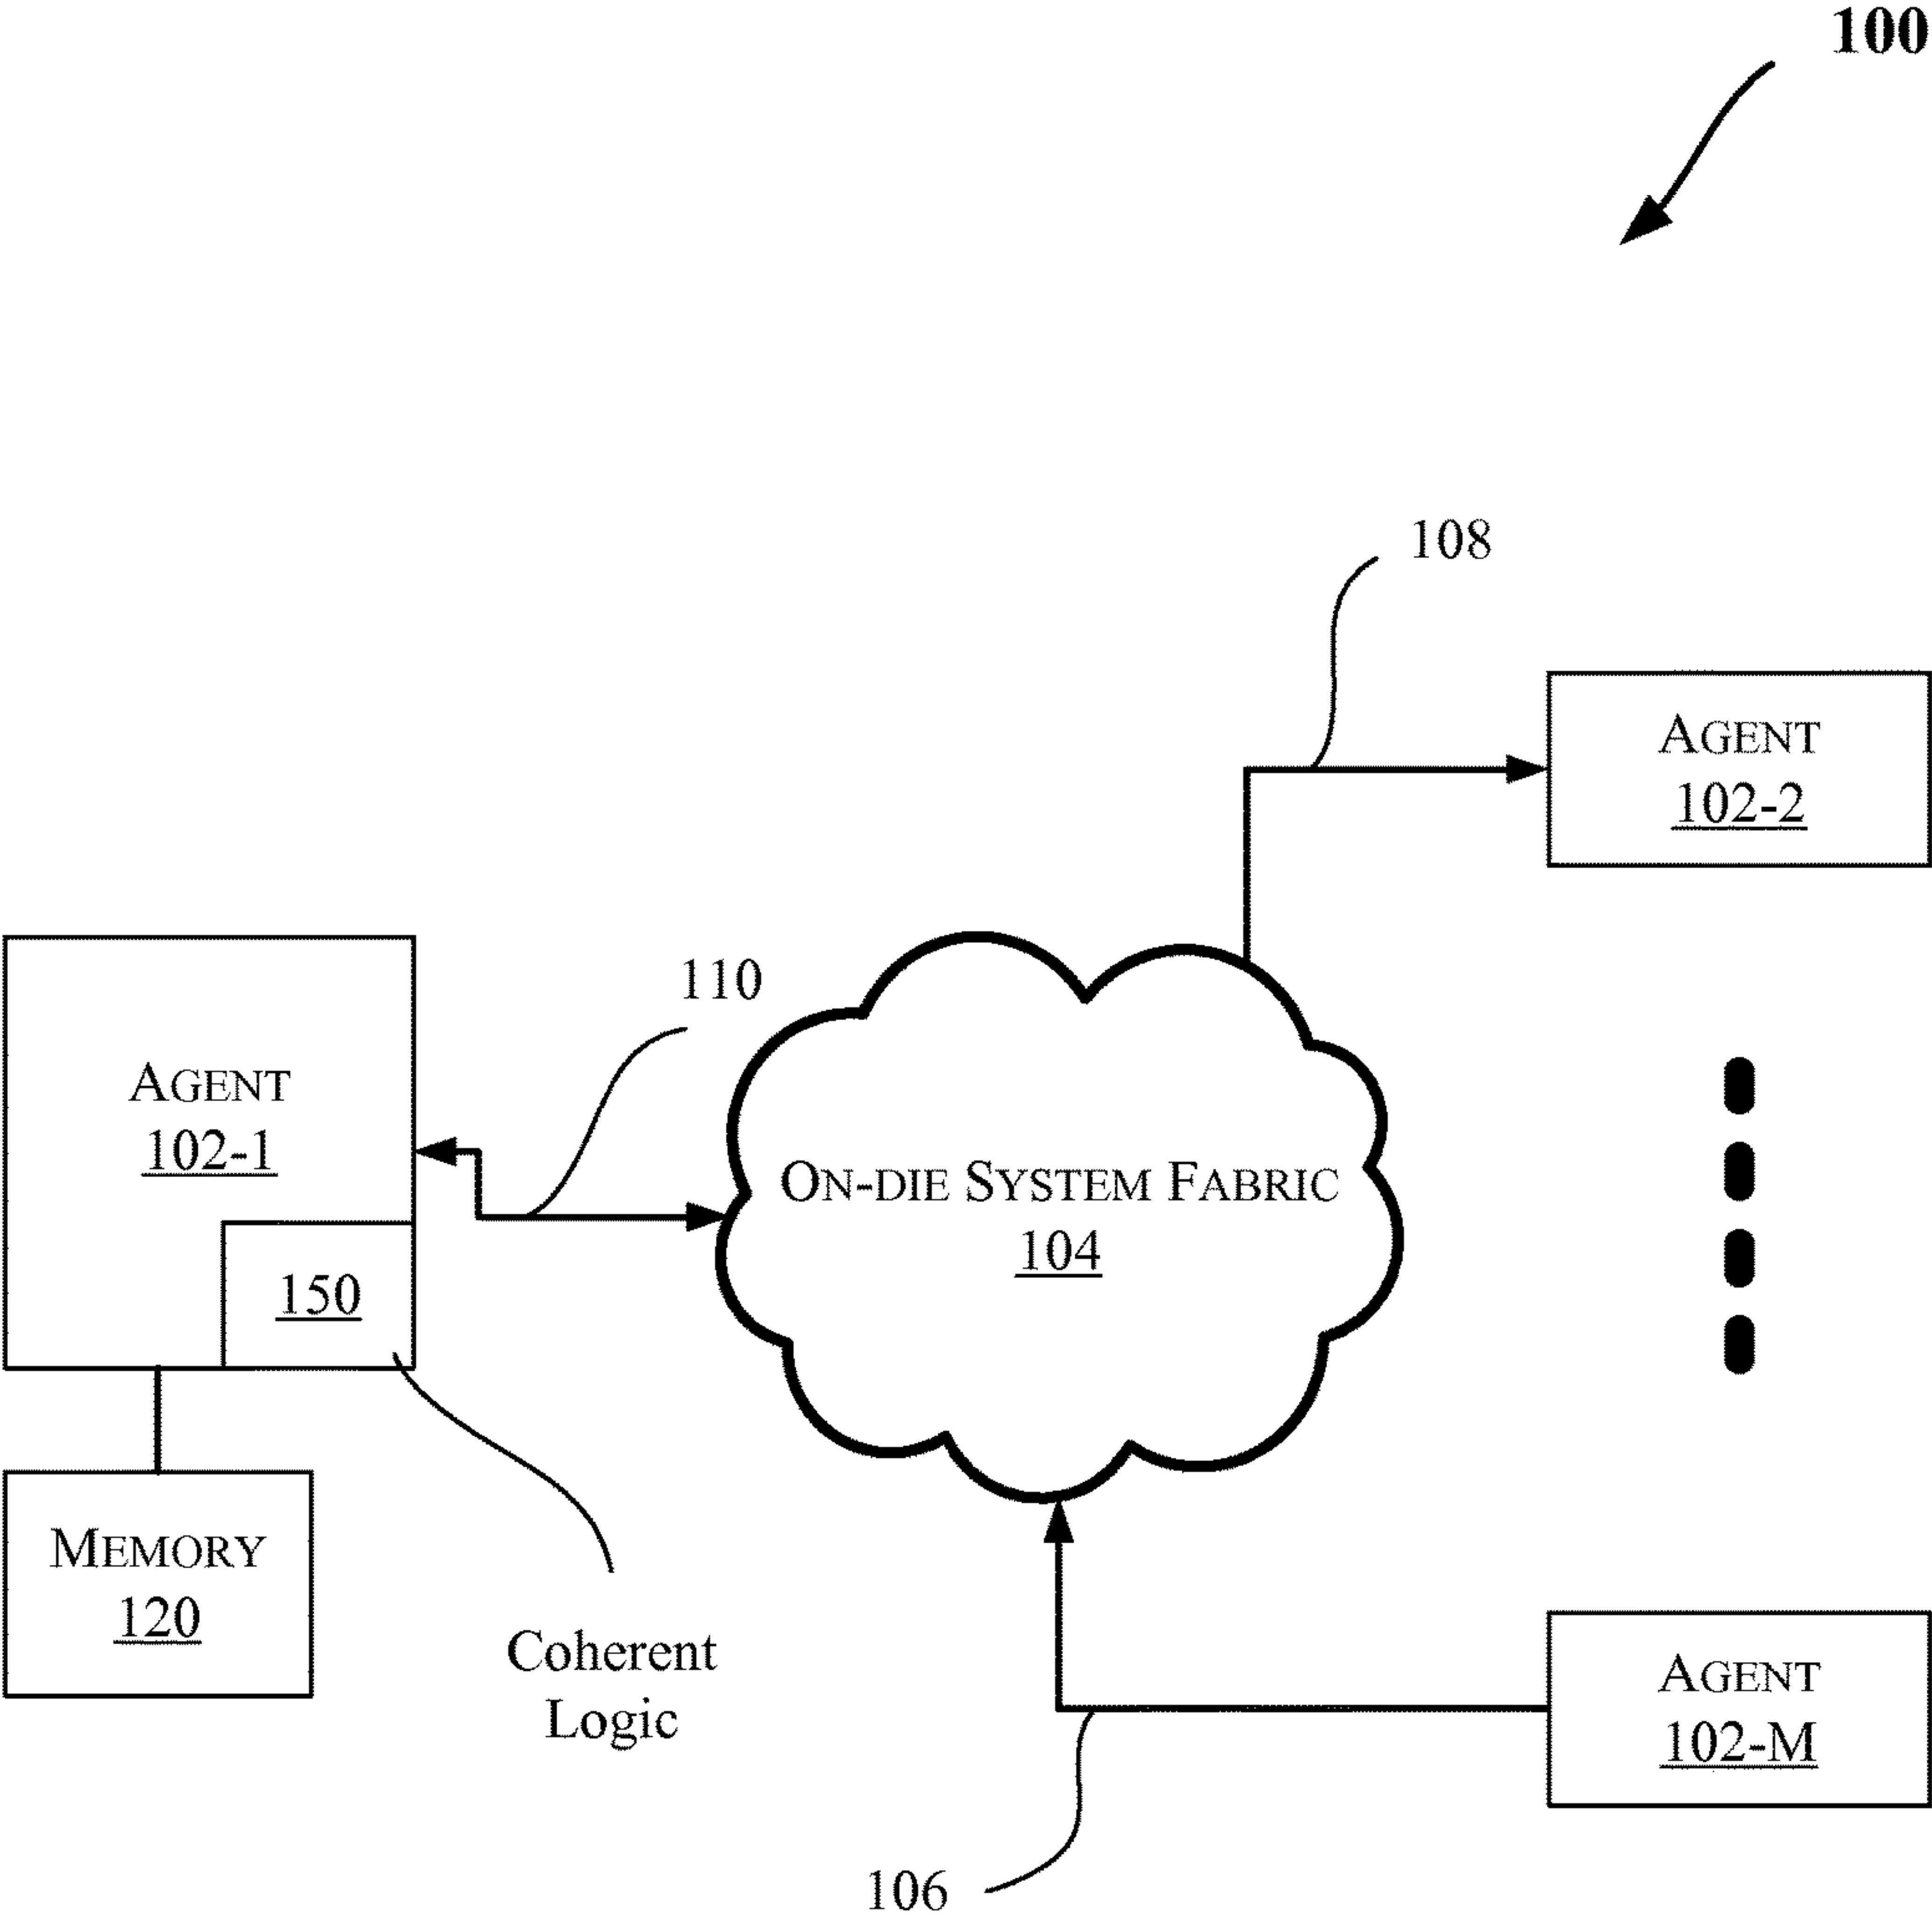 100
108
AGENT
102-2
110
AGENT
102-1
ON-DIE SYSTEM FABRIC
104
150
MEMORY
120
Coherent
Logic
AGENT
102-M
106